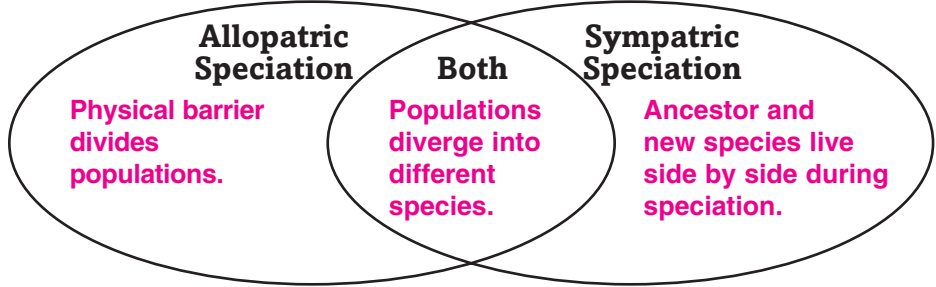 Allopatric
Speciation
Physical barrier
divides
populations.
Both
Populations
diverge into
different
species.
Sympatric
Speciation
Ancestor and
new species live
side by side during
speciation.